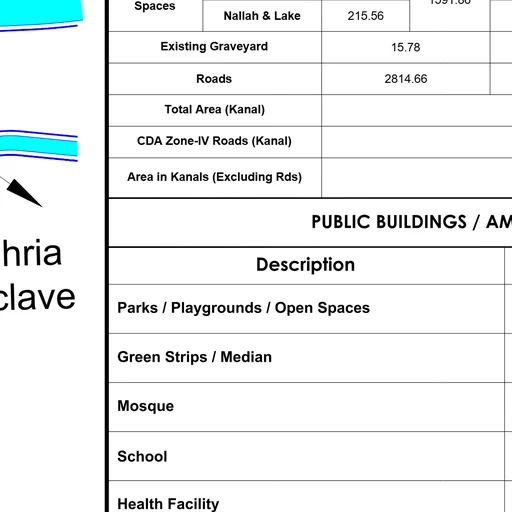 Spaces
Nallah & Lake 215.56
Existing Graveyard 15.78
Roads 2814.66
Total Area (Kanal)
CDA Zone-IV Roads (Kanal)
Area in Kanals (Excluding Rds)
PUBLIC BUILDINGS / AM
Description
Parks / Playgrounds / Open Spaces
Green Strips / Median
Mosque
School
Health Facility
hria
clave